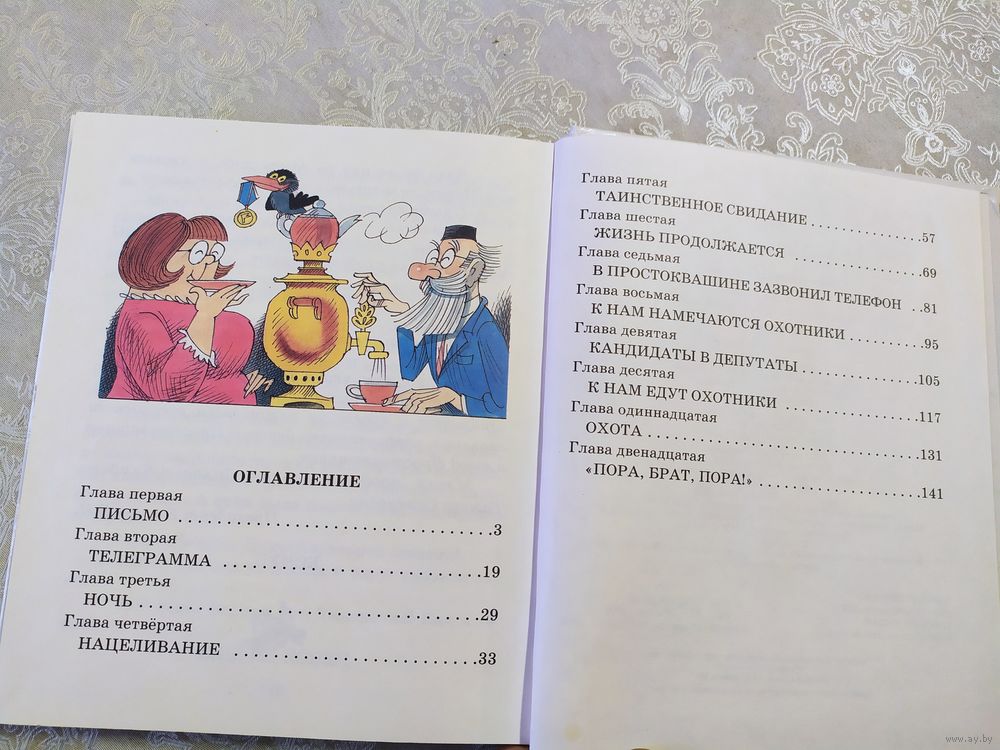 ОГЛАВЛЕНИЕ
Глава первая
ПИСЬМО ..............................3
Глава вторая
ТЕЛЕГРАММА ..........................19
Глава третья
НОЧЬ ..................................29
Глава четвёртая
НАЦЕЛИВАНИЕ .........................33
Глава пятая
ТАИНСТВЕННОЕ СВИДАНИЕ ..............57
Глава шестая
ЖИЗНЬ ПРОДОЛЖАЕТСЯ ................69
Глава седьмая
В ПРОСТОКВАШИНЕ ЗАЗВОНИЛ ТЕЛЕФОН ..81
Глава восьмая
К НАМ НАМЕЧАЮТСЯ ОХОТНИКИ .........95
Глава девятая
КАНДИДАТЫ В ДЕПУТАТЫ ..............105
Глава десятая
К НАМ ЕДУТ ОХОТНИКИ ................117
Глава одиннадцатая
ОХОТА ................................131
Глава двенадцатая
«ПОРА, БРАТ, ПОРА!» ..................141
www.ay.by